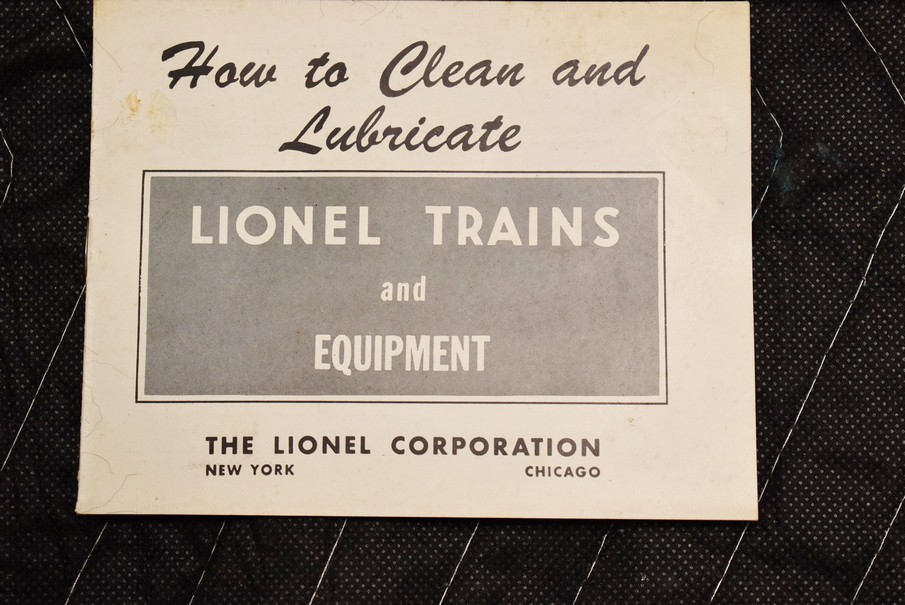 How to Clean and
Lubricate
LIONEL TRAINS
and
EQUIPMENT
THE LIONEL CORPORATION
NEW YORK CHICAGO